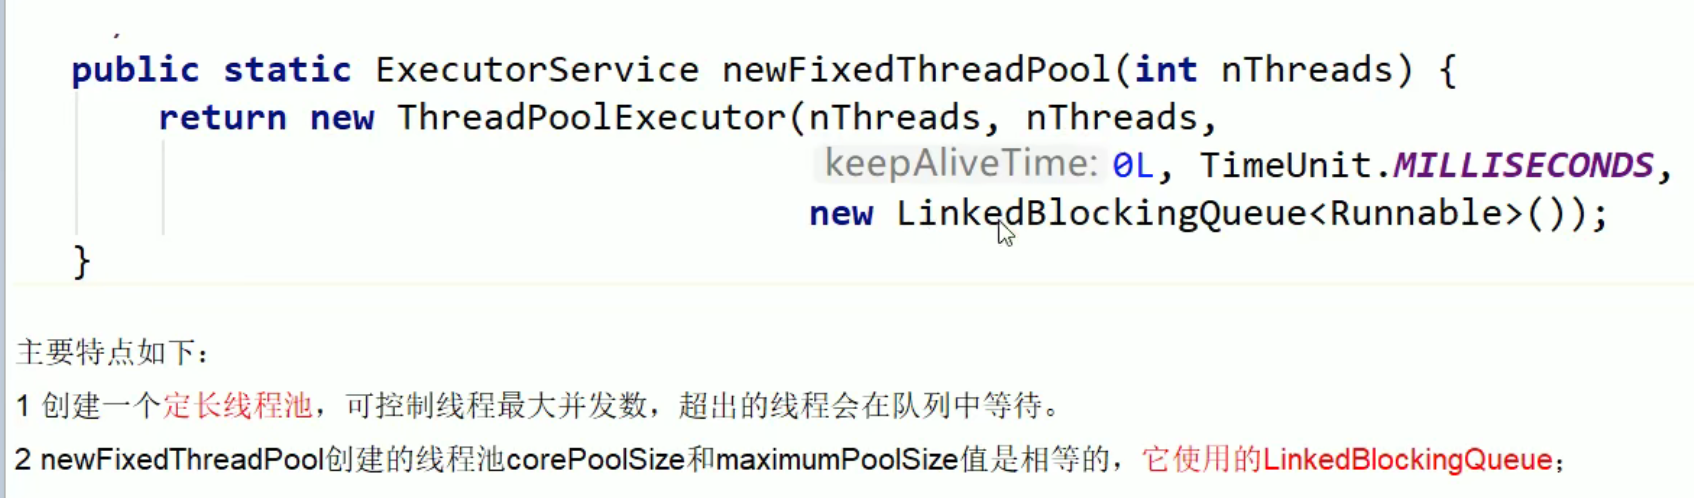 public static ExecutorService newFixedThreadPool(int nThreads) {
return new ThreadPoolExecutor(nThreads, nThreads,
keepAliveTime: 0L, TimeUnit.MILLISECONDS,
new LinkedBlockingQueue<Runnable>());
}
主要特点如下：
1 创建一个定长线程池，可控制线程最大并发数，超出的线程会在队列中等待。
2 newFixedThreadPool创建的线程池corePoolSize和maximumPoolSize值是相等的，它使用的LinkedBlockingQueue；